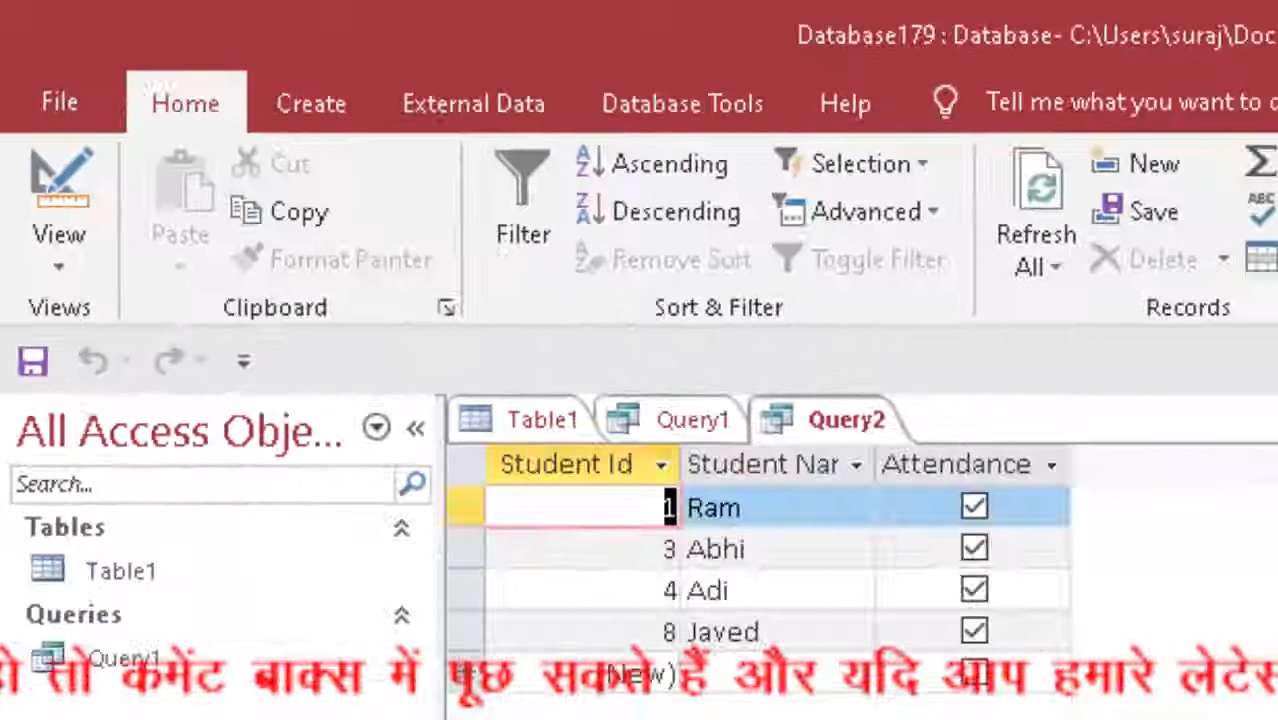 Database179 : Database- C:\Users\suraj\Doc
File Home Create External Data Database Tools Help Tell me what you want to
View Paste Cut Copy Format Painter Filter Ascending Descending Remove Sort Selection Advanced Toggle Filter Refresh All New Save Delete
Views Clipboard Sort & Filter Records
All Access Obje...
Search...
Tables
Table1
Queries
Query1
Table1 Query1 Query2
Student Id Student Nar Attendance
1 Ram
3 Abhi
4 Adi
8 Javed
(New)
तो कमेंट बाक्स में पूछ सकते हैं और यदि आप हमारे